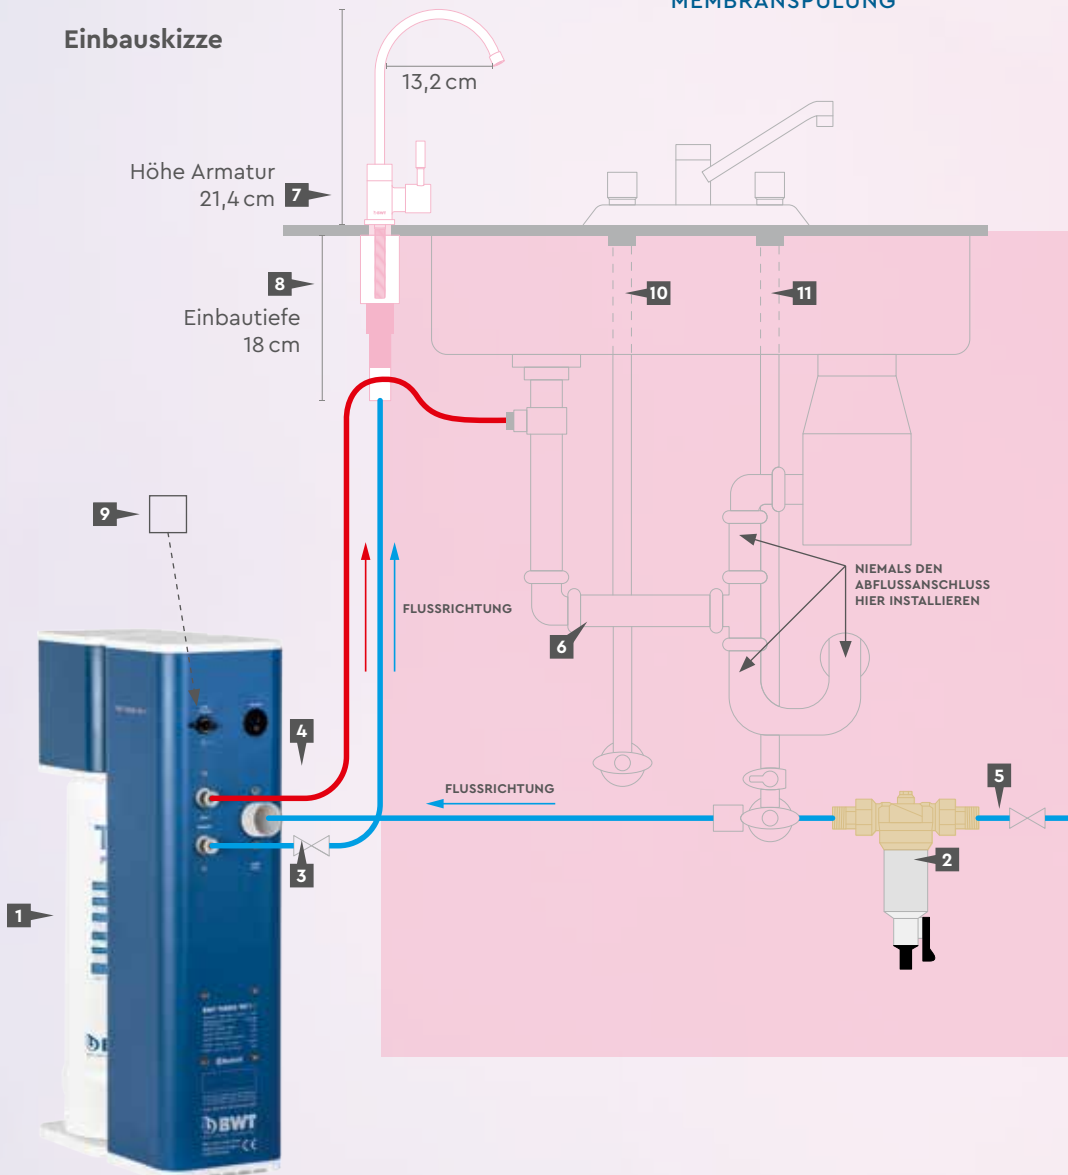 MEMBRANSPÜLUNG
Einbauskizze
13,2 cm
Höhe Armatur
21,4 cm
7
8
Einbautiefe
18 cm
10
11
9
NIEMALS DEN
ABFLUSSANSCHLUSS
HIER INSTALLIEREN
FLUSSRICHTUNG
6
4
FLUSSRICHTUNG
5
3
2
1
BWT